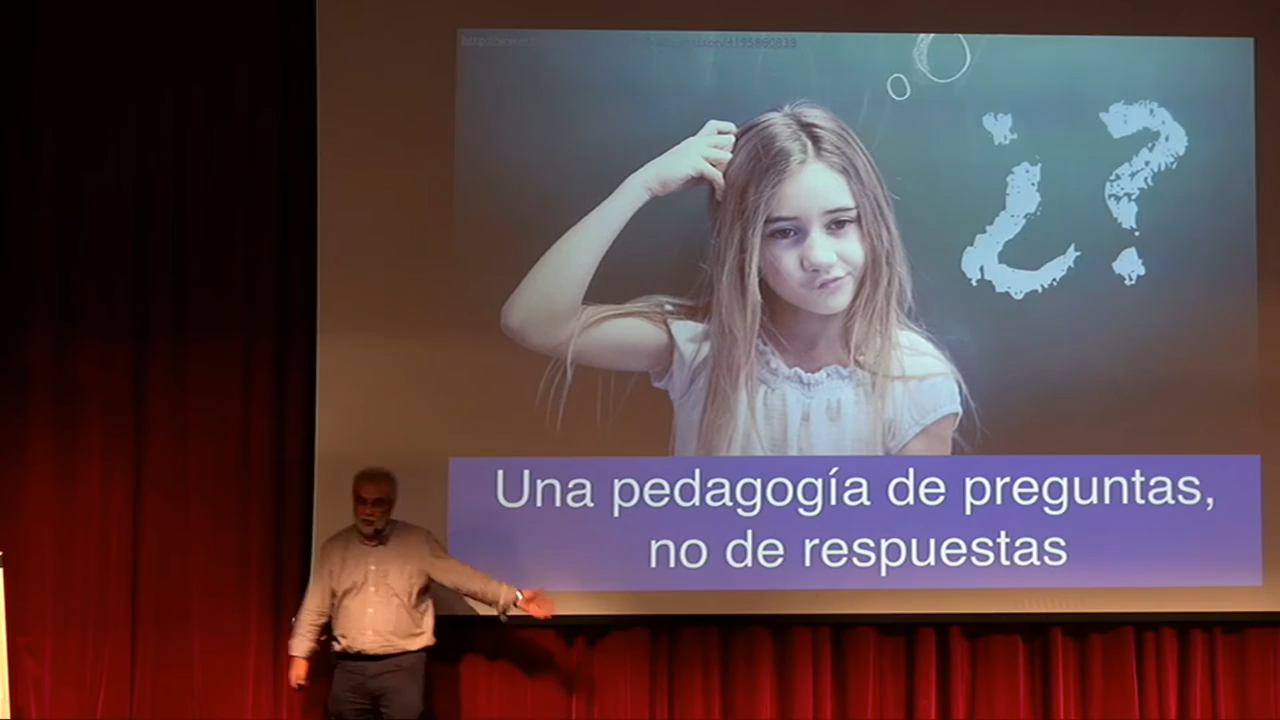 ¿?
Una pedagogía de preguntas,
no de respuestas